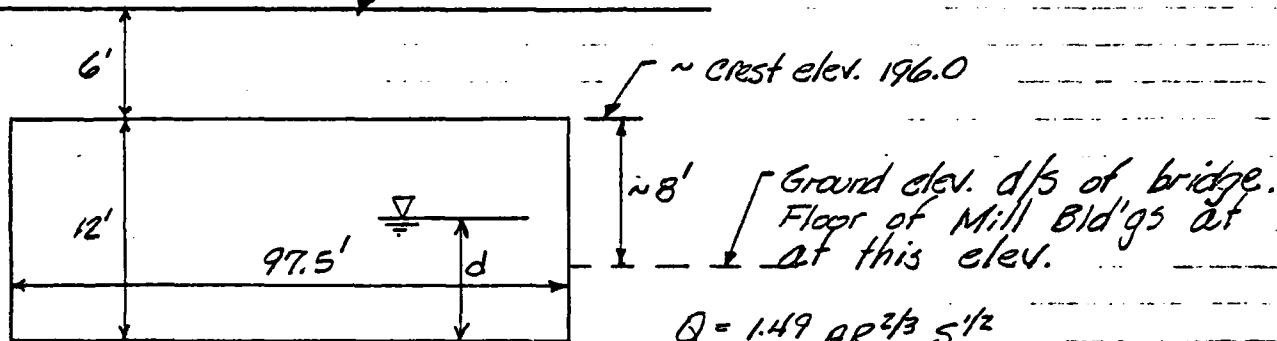 6'
~ crest elev. 196.0
12'
~8'
Ground elev. d/s of bridge.
Floor of Mill Bld'gs at
at this elev.
97.5'
d
Q = 1.49 AR^2/3 S^1/2